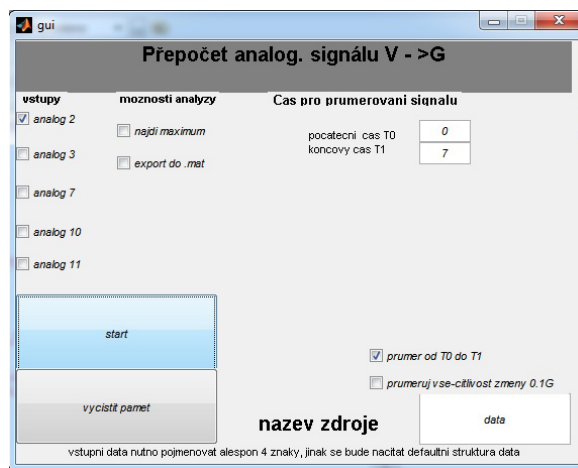 gui
Přepočet analog. signálu V - >G
vstupy
moznosti analyzy
Cas pro prumerovani signalu
analog 2
najdi maximum
pocatecni cas T0
0
analog 3
export do .mat
koncovy cas T1
7
analog 7
analog 10
analog 11
start
prumer od T0 do T1
prumeruj vse-citlivost zmeny 0.1G
vycistit pamet
nazev zdroje
data
vstupni data nutno pojmenovat alespon 4 znaky, jinak se bude nacitat defaultni struktura data